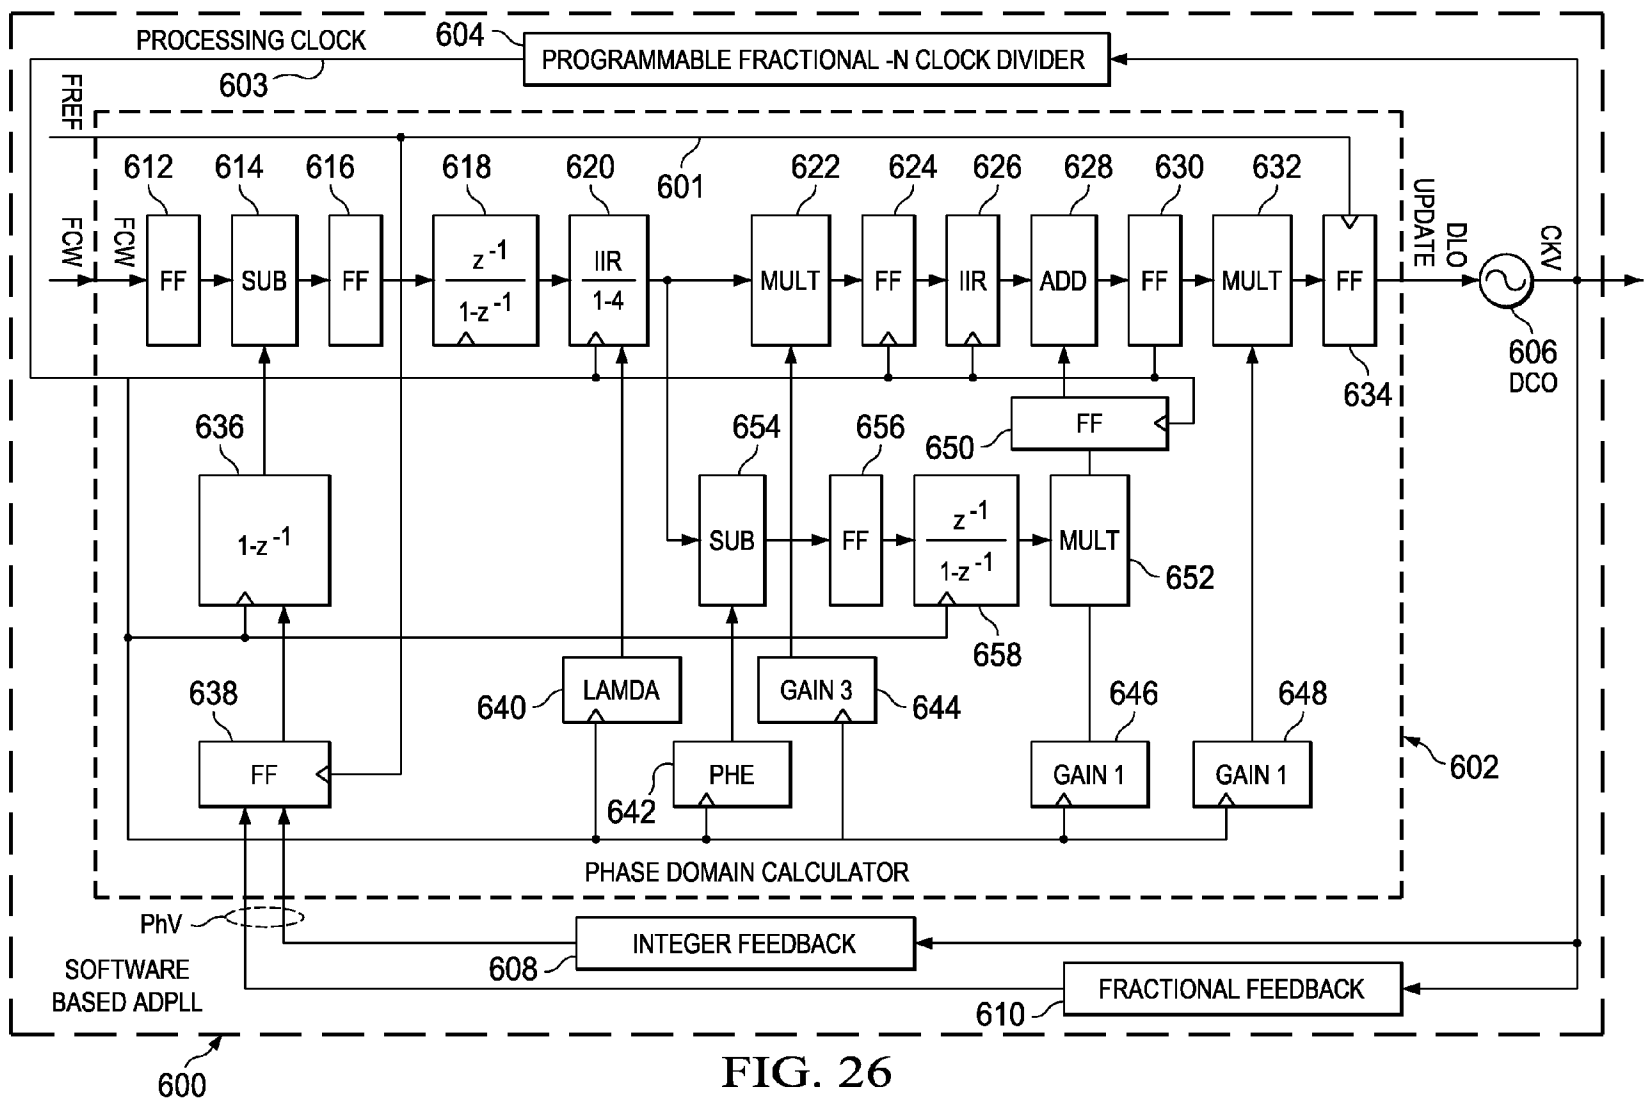 PROCESSING CLOCK
603
604
PROGRAMMABLE FRACTIONAL -N CLOCK DIVIDER
FREF
601
612
614
616
618
620
622
624
626
628
630
632
FCW
FCW
FF
SUB
FF
z -1
1-z -1
IIR
1-4
MULT
FF
IIR
ADD
FF
MULT
FF
634
UPDATE
DLO
CKV
606
DCO
636
1-z -1
654
SUB
656
FF
z -1
1-z -1
658
650
FF
MULT
652
638
FF
640
LAMDA
642
PHE
GAIN 3
644
646
GAIN 1
648
GAIN 1
602
PHASE DOMAIN CALCULATOR
PhV
INTEGER FEEDBACK
608
FRACTIONAL FEEDBACK
610
SOFTWARE
BASED ADPLL
600
FIG. 26